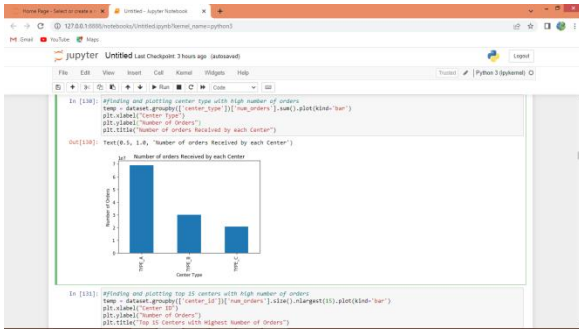 Home Page - Select or create a n
Untitled - Jupyter Notebook
127.0.0.1:8888/notebooks/Untitled.ipynb?kernel_name=python3
Gmail YouTube Maps
jupyter Untitled Last Checkpoint: 3 hours ago (autosaved)
Logout
File Edit View Insert Cell Kernel Widgets Help
Trusted Python 3 (ipykernel)
Run Code
In [130]: #finding and plotting center type with high number of orders
temp = dataset.groupby(['center_type'])['num_orders'].sum().plot(kind='bar')
plt.xlabel("Center Type")
plt.ylabel("Number of Orders")
plt.title("Number of orders Received by each Center")
Out[130]: Text(0.5, 1.0, 'Number of orders Received by each Center')
1e7 Number of orders Received by each Center
7
6
5
4
3
2
1
0
Number of Orders
TYPE_A TYPE_B TYPE_C
Center Type
In [131]: #finding and plotting top 15 centers with high number of orders
temp = dataset.groupby(['center_id'])['num_orders'].size().nlargest(15).plot(kind='bar')
plt.xlabel("Center ID")
plt.ylabel("Number of Orders")
plt.title("Top 15 Centers with Highest Number of Orders")